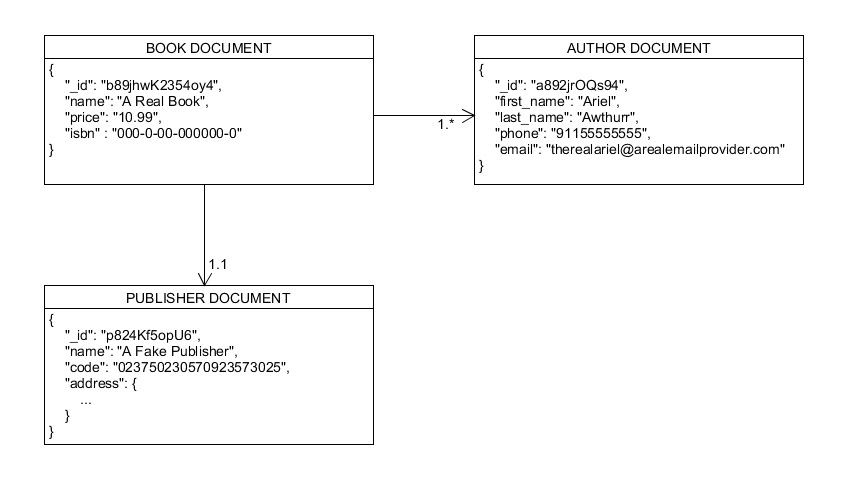 BOOK DOCUMENT
{
"_id": "b89jhwK2354oy4",
"name": "A Real Book",
"price": "10.99",
"isbn" : "000-0-00-000000-0"
}
1.*
AUTHOR DOCUMENT
{
"_id": "a892jrOQs94",
"first_name": "Ariel",
"last_name": "Awthurr",
"phone": "91155555555",
"email": "therealariel@arealemailprovider.com"
}
1.1
PUBLISHER DOCUMENT
{
"_id": "p824Kf5opU6",
"name": "A Fake Publisher",
"code": "023750230570923573025",
"address": {
...
}
}